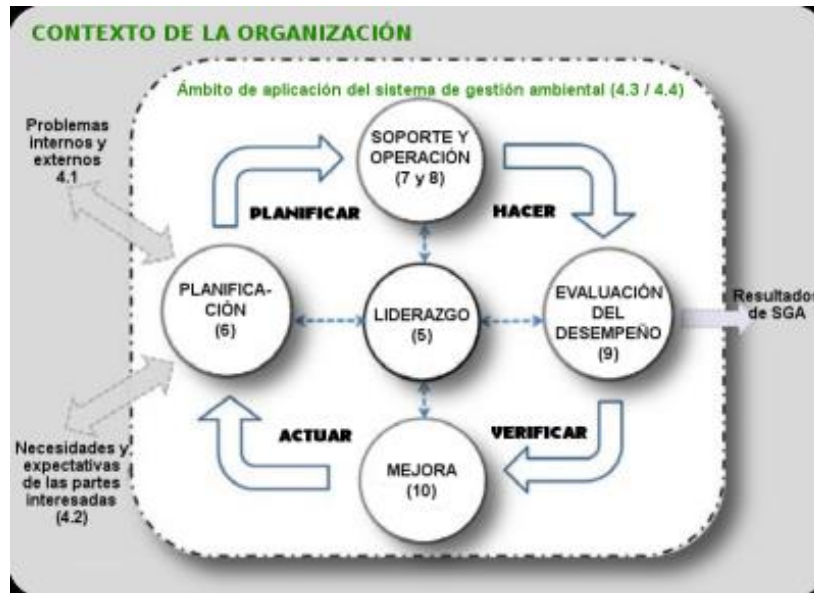 CONTEXTO DE LA ORGANIZACIÓN
Ámbito de aplicación del sistema de gestión ambiental (4.3 / 4.4)
Problemas
internos y
externos
4.1
SOPORTE Y
OPERACIÓN
(7 y 8)
PLANIFICAR
HACER
PLANIFICA-
CIÓN
(6)
LIDERAZGO
(5)
EVALUACIÓN
DEL
DESEMPEÑO
(9)
Resultados
de SGA
ACTUAR
VERIFICAR
Necesidades y
expectativas
de las partes
interesadas
(4.2)
MEJORA
(10)